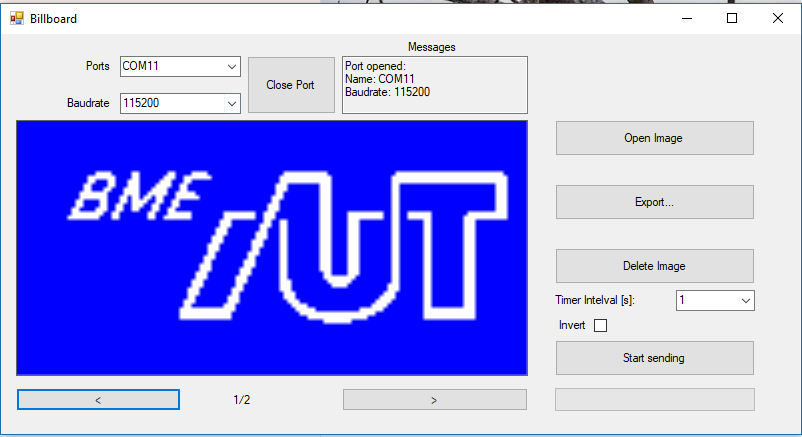 Billboard
Messages
Ports
COM11
Close Port
Port opened:
Name: COM11
Baudrate: 115200
Baudrate
115200
BME IUT
Open Image
Export...
Delete Image
Timer Intelval [s]:
1
Invert
Start sending
<
1/2
>